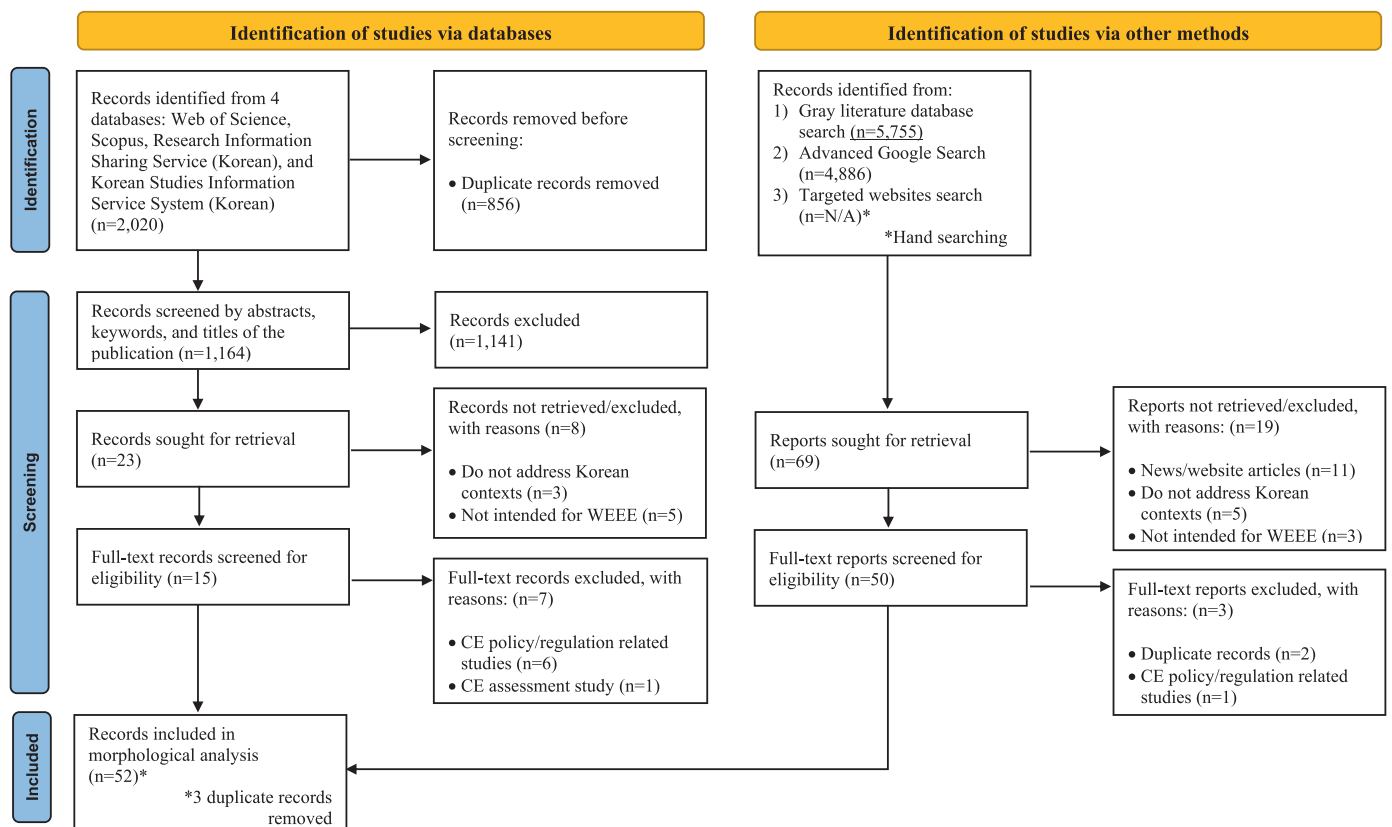 Identification of studies via databases
Identification of studies via other methods
Identification
Records identified from 4
databases: Web of Science,
Scopus, Research Information
Sharing Service (Korean), and
Korean Studies Information
Service System (Korean)
(n=2,020)
Records removed before
screening:
• Duplicate records removed
(n=856)
Records identified from:
1) Gray literature database
search (n=5,755)
2) Advanced Google Search
(n=4,886)
3) Targeted websites search
(n=N/A)*
*Hand searching
Screening
Records screened by abstracts,
keywords, and titles of the
publication (n=1,164)
Records excluded
(n=1,141)
Records sought for retrieval
(n=23)
Records not retrieved/excluded,
with reasons (n=8)
• Do not address Korean
contexts (n=3)
• Not intended for WEEE (n=5)
Reports sought for retrieval
(n=69)
Reports not retrieved/excluded,
with reasons: (n=19)
• News/website articles (n=11)
• Do not address Korean
contexts (n=5)
• Not intended for WEEE (n=3)
Full-text records screened for
eligibility (n=15)
Full-text records excluded, with
reasons: (n=7)
• CE policy/regulation related
studies (n=6)
• CE assessment study (n=1)
Full-text reports screened for
eligibility (n=50)
Full-text reports excluded, with
reasons: (n=3)
• Duplicate records (n=2)
• CE policy/regulation related
studies (n=1)
Included
Records included in
morphological analysis
(n=52)*
*3 duplicate records
removed